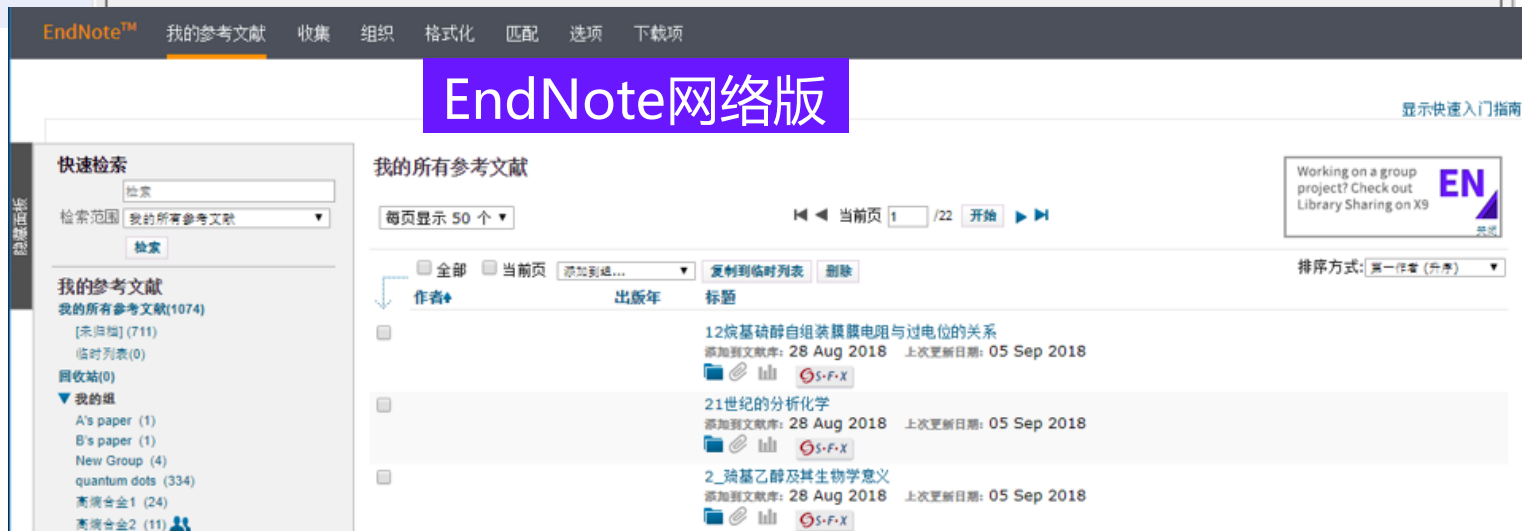 EndNote™ 我的参考文献 收集 组织 格式化 匹配 选项 下载项
EndNote网络版
显示快速入门指南
隐藏面板
快速检索
检索
检索范围 我的所有参考文献
检索
我的参考文献
我的所有参考文献(1074)
[未归档] (711)
临时列表(0)
回收站(0)
我的组
A's paper (1)
B's paper (1)
New Group (4)
quantum dots (334)
高熵合金1 (24)
高熵合金2 (11)
我的所有参考文献
每页显示 50 个
当前页 1 /22 开始
Working on a group
project? Check out
Library Sharing on X9
EN
关闭
全部 当前页 添加到组... 复制到临时列表 删除
排序方式: 第一作者 (升序)
作者 出版年 标题
12烷基硫醇自组装膜膜电阻与过电位的关系
添加到文献库: 28 Aug 2018 上次更新日期: 05 Sep 2018
S·F·X
21世纪的分析化学
添加到文献库: 28 Aug 2018 上次更新日期: 05 Sep 2018
S·F·X
2_巯基乙醇及其生物学意义
添加到文献库: 28 Aug 2018 上次更新日期: 05 Sep 2018
S·F·X